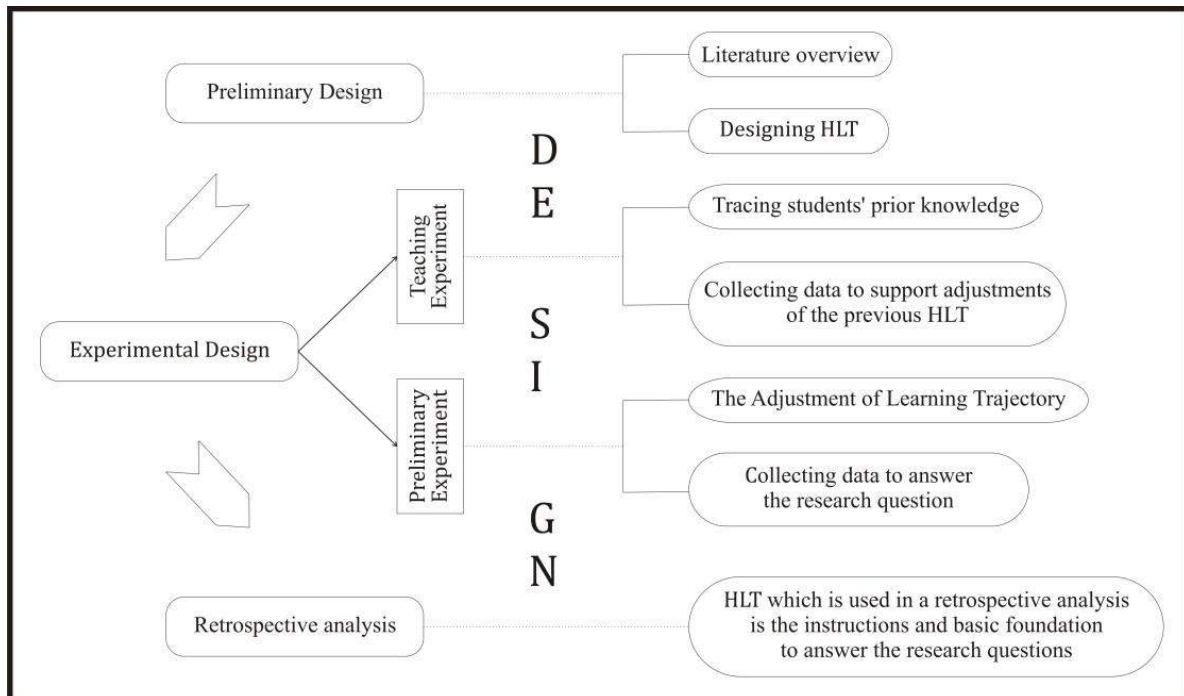 Literature overview
Preliminary Design
Designing HLT
D
E
S
I
G
N
Teaching
Experiment
Tracing students' prior knowledge
Collecting data to support adjustments
of the previous HLT
Experimental Design
Preliminary
Experiment
The Adjustment of Learning Trajectory
Collecting data to answer
the research question
Retrospective analysis
HLT which is used in a retrospective analysis
is the instructions and basic foundation
to answer the research questions